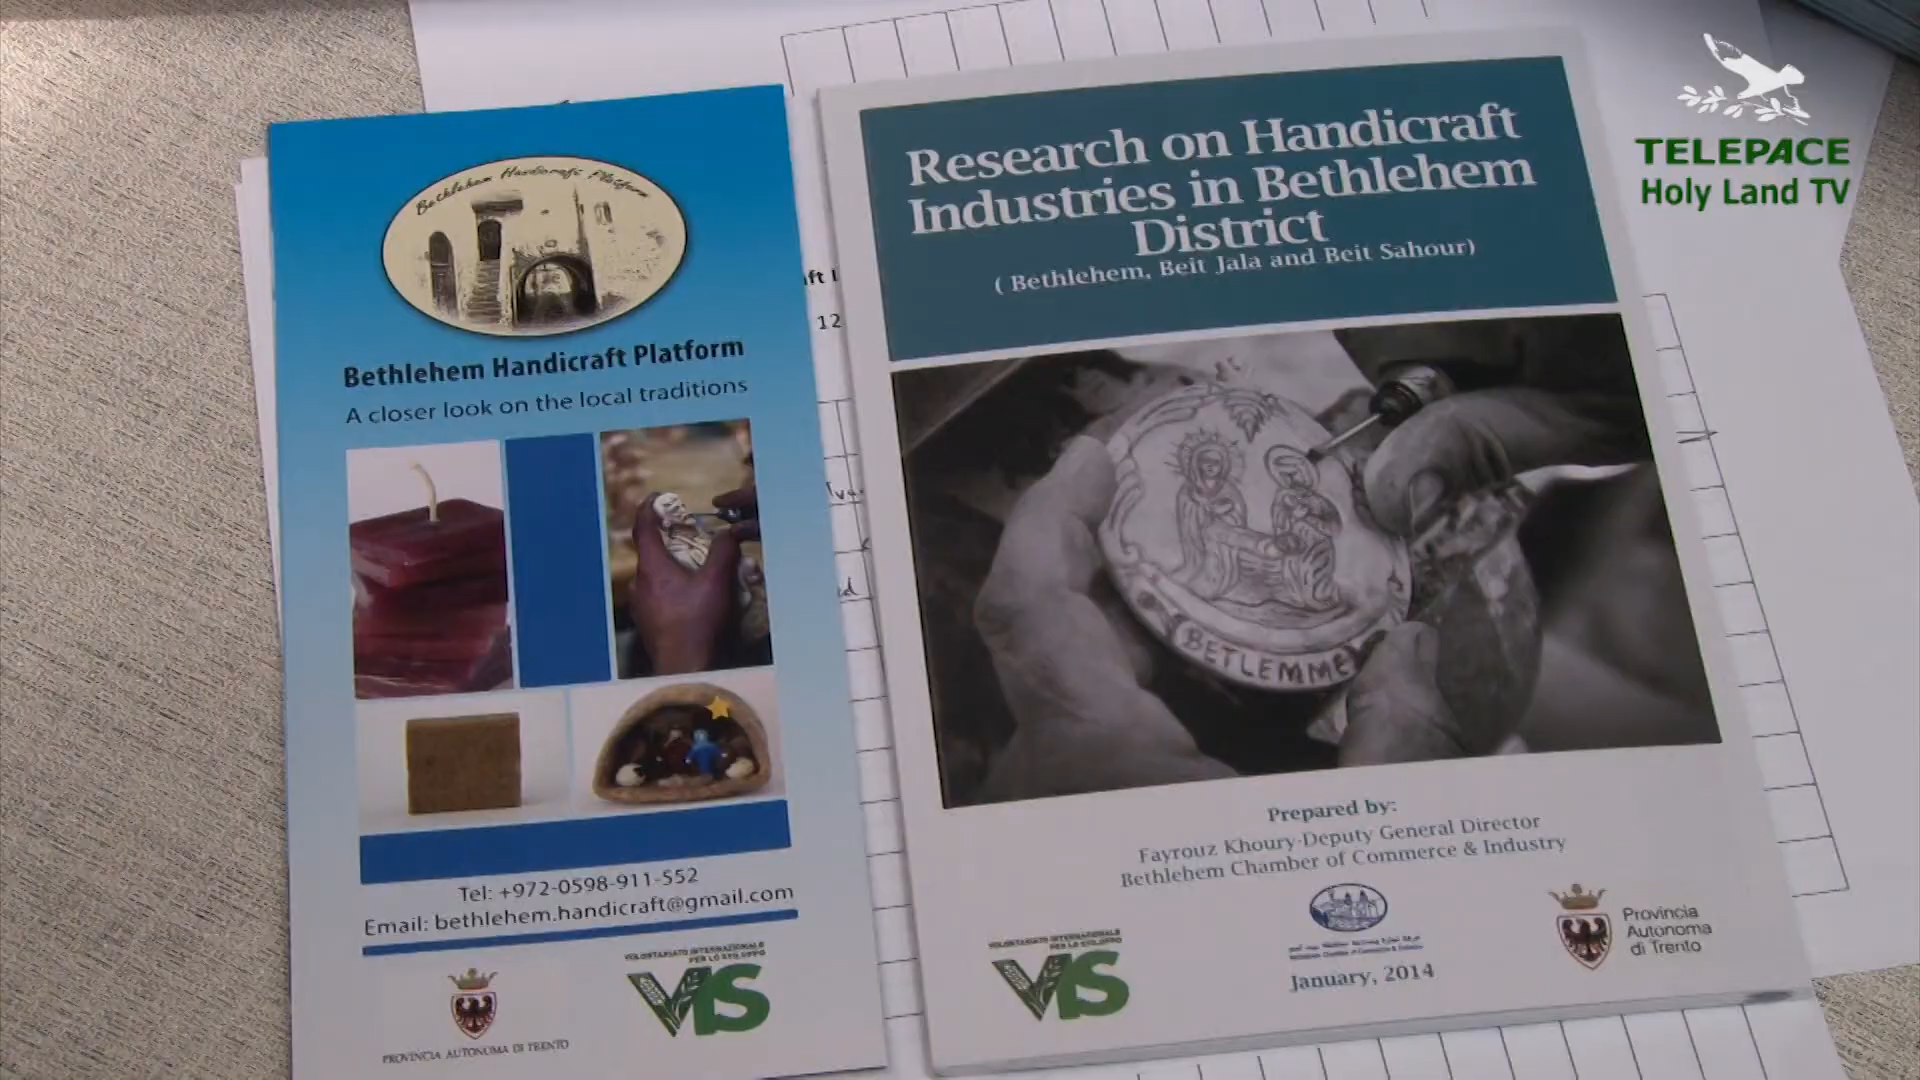 Bethlehem Handicraft Platform
Bethlehem Handicraft Platform
A closer look on the local traditions
Tel: +972-0598-911-552
Email: bethlehem.handicraft@gmail.com
PROVINCIA AUTONOMA DI TRENTO
VOLONTARIATO INTERNAZIONALE
PER LO SVILUPPO
VIS
Research on Handicraft
Industries in Bethlehem
District
( Bethlehem, Beit Jala and Beit Sahour)
BETLEMME
Prepared by:
Fayrouz Khoury-Deputy General Director
Bethlehem Chamber of Commerce & Industry
VOLONTARIATO INTERNAZIONALE
PER LO SVILUPPO
VIS
January, 2014
Provincia
Autonoma
di Trento
12
TELEPACE
Holy Land TV